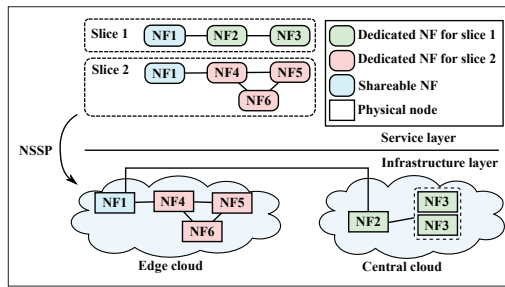 Slice 1
NF1
NF2
NF3
Slice 2
NF1
NF4
NF5
NF6
Dedicated NF for slice 1
Dedicated NF for slice 2
Shareable NF
Physical node
Service layer
NSSP
Infrastructure layer
NF1
NF4
NF5
NF6
NF2
NF3
NF3
Edge cloud
Central cloud